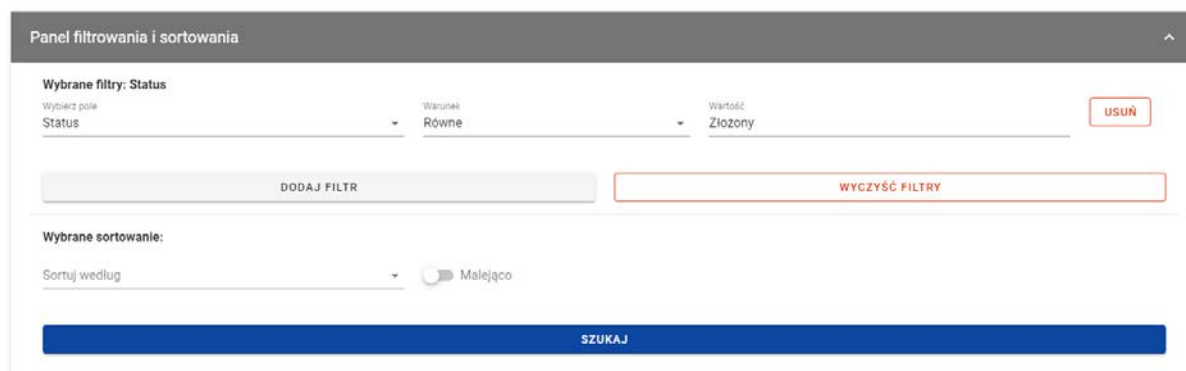 Panel filtrowania i sortowania
Wybrane filtry: Status
Wybierz pole Warunek Wartość
Status Równe Złożony USUŃ
DODAJ FILTR WYCZYŚĆ FILTRY
Wybrane sortowanie:
Sortuj według Malejąco
SZUKAJ